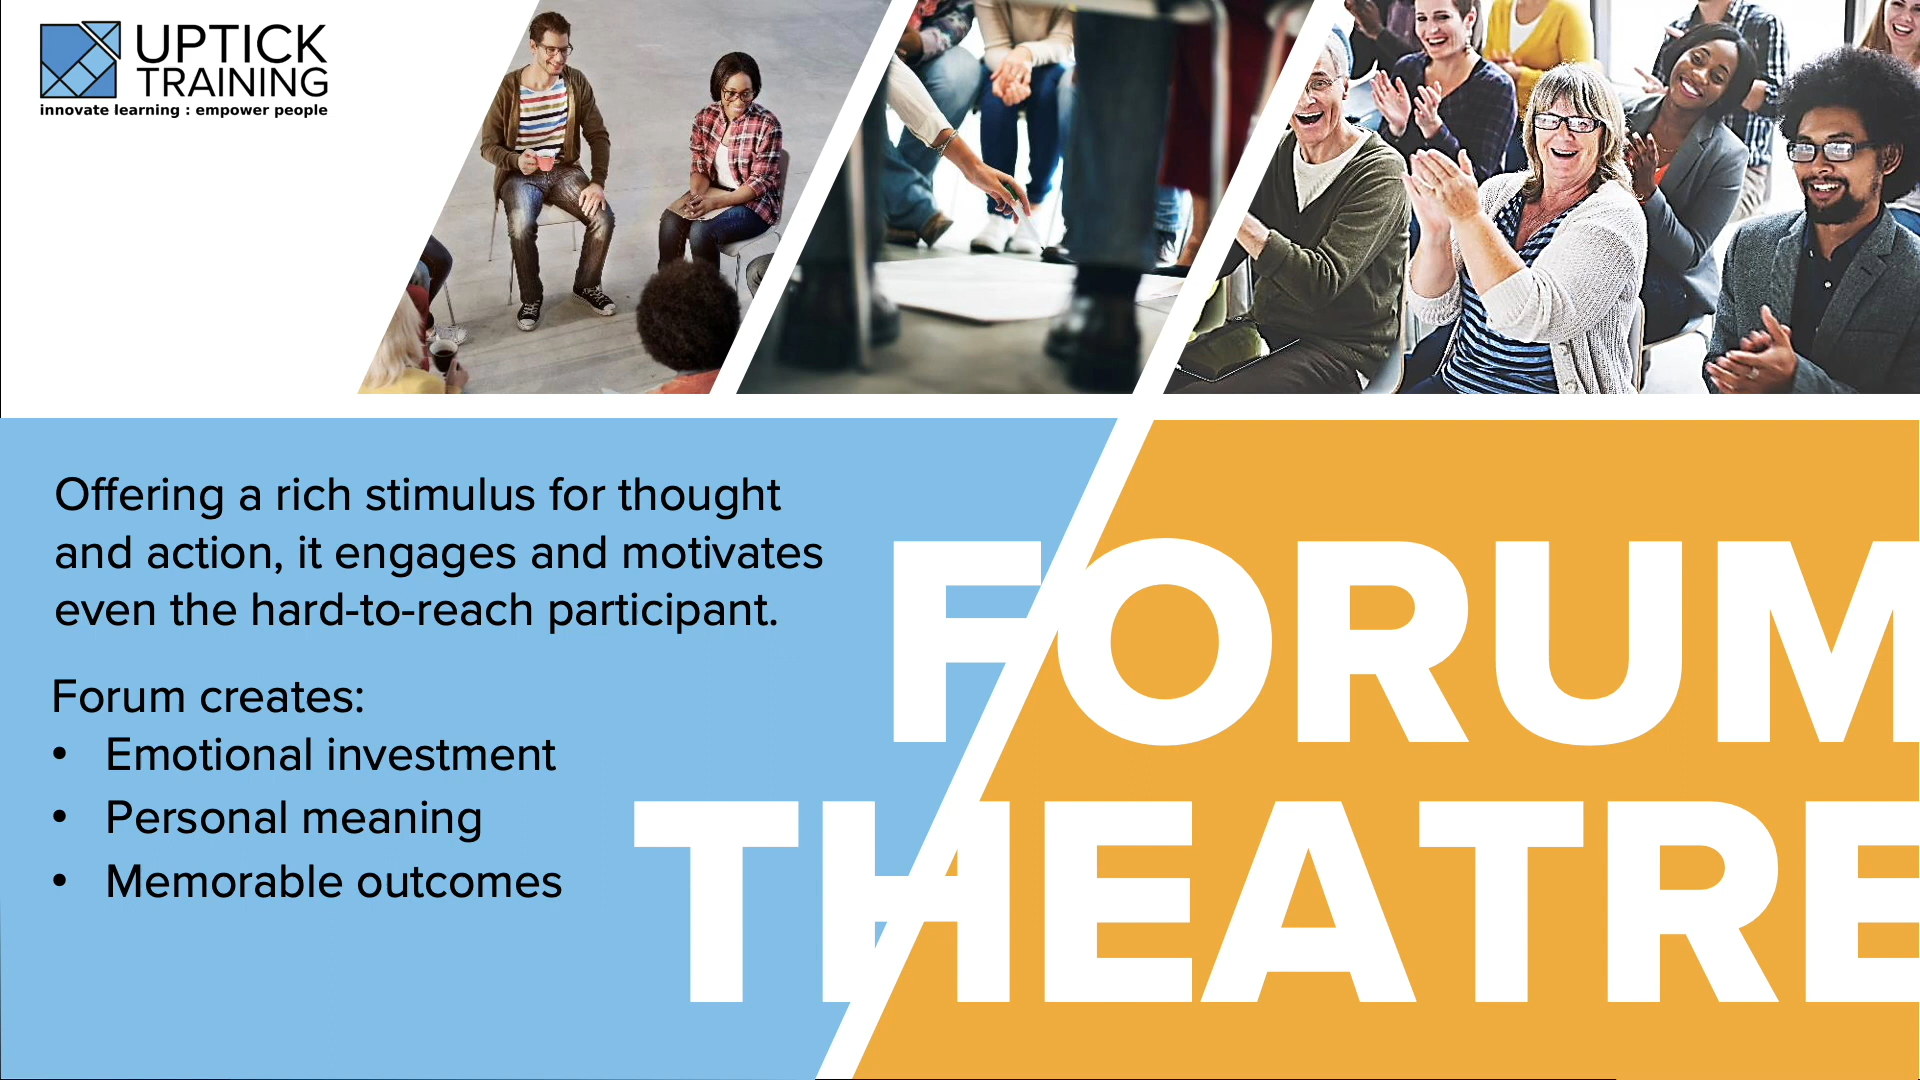 UPTICK
TRAINING
innovate learning : empower people
Offering a rich stimulus for thought
and action, it engages and motivates
even the hard-to-reach participant.
Forum creates:
• Emotional investment
• Personal meaning
• Memorable outcomes
FORUM
THEATRE